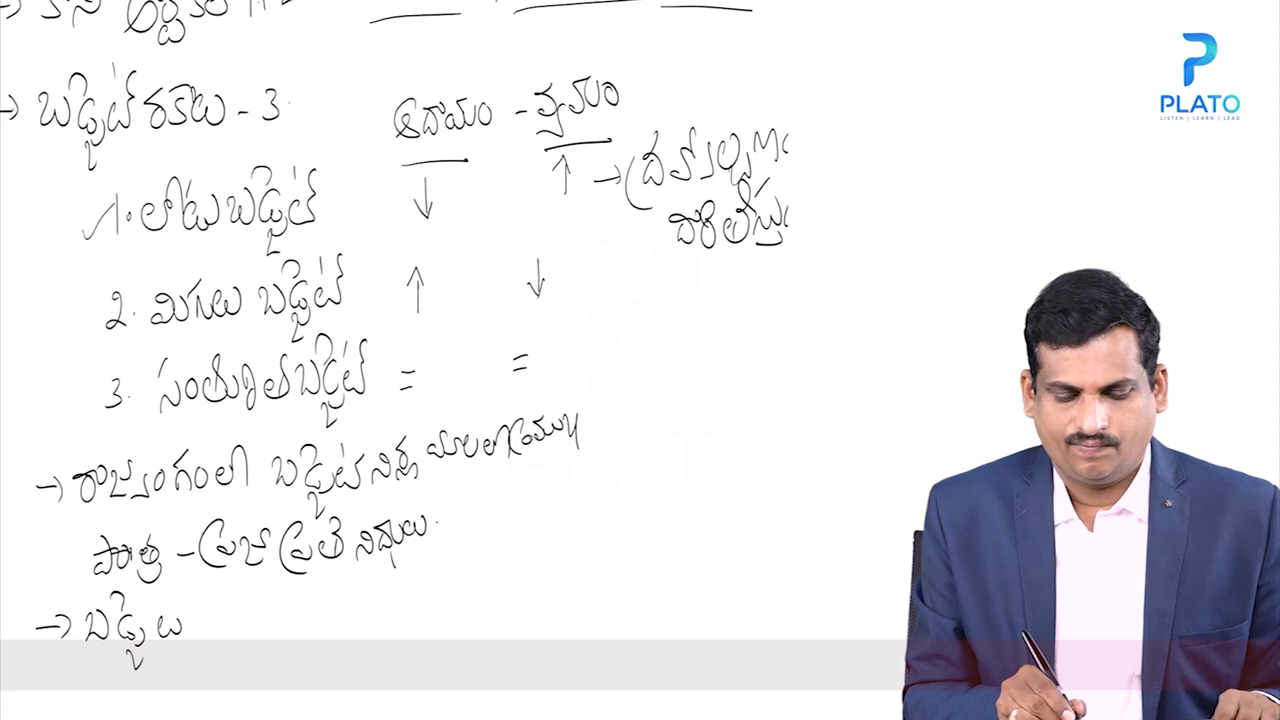 → బడ్జెట్ రకాలు - 3.
ఆదాయం - వ్యయం
1. లోటు బడ్జెట్ ↓ ↑ →
2. మిగులు బడ్జెట్ ↑ ↓
3. సంతులిత బడ్జెట్ = =
→ రాజ్యాంగంలో బడ్జెట్
పాత్ర - ప్రజా ప్రతినిధులు.
→ బడ్జెట
PLATO
LISTEN | LEARN | LEAD
PLATO